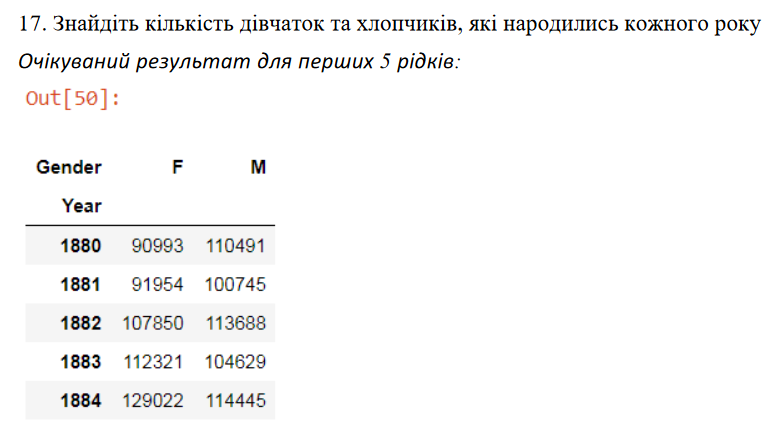 17. Знайдіть кількість дівчаток та хлопчиків, які народились кожного року
Очікуваний результат для перших 5 рідків:
Out[50]:
Gender F M
Year
1880 90993 110491
1881 91954 100745
1882 107850 113688
1883 112321 104629
1884 129022 114445